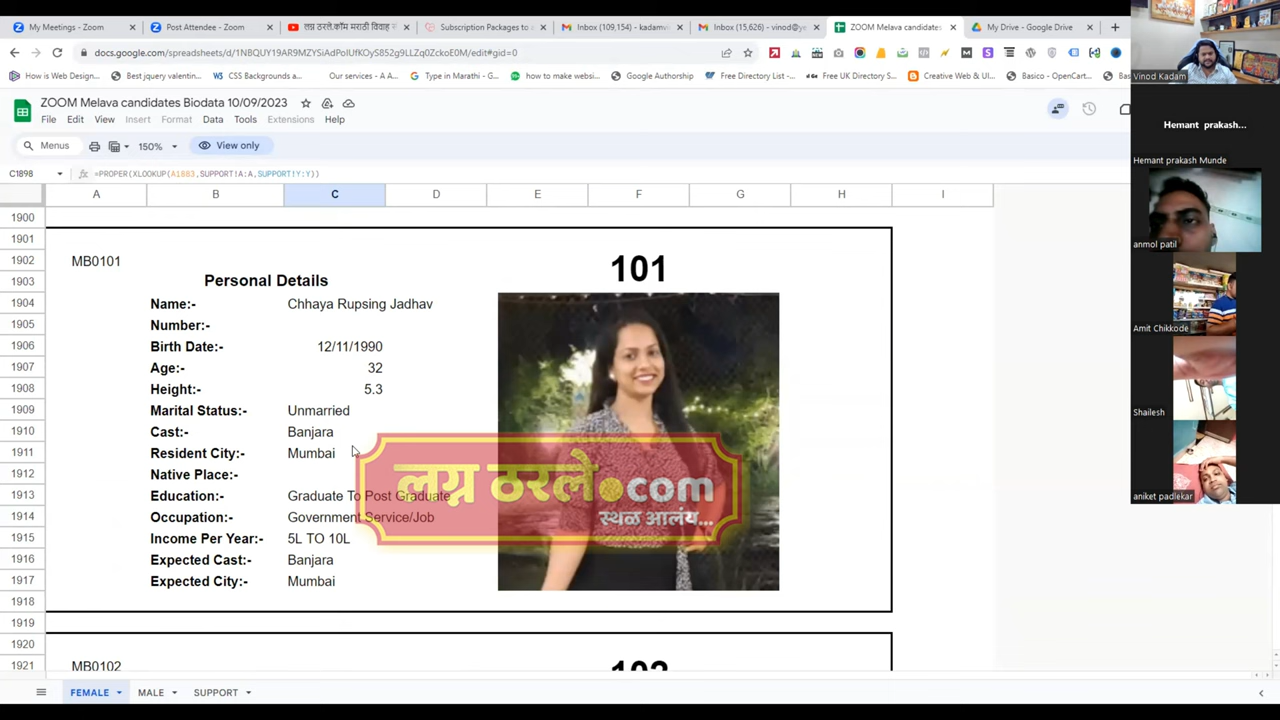 My Meetings - Zoom
Post Attendee - Zoom
लग्न ठरले.कॉम मराठी विवाह स
Subscription Packages to
Inbox (109,154) - kadamvi
Inbox (15,626) - vinod@ye
ZOOM Melava candidates
My Drive - Google Drive
docs.google.com/spreadsheets/d/1NBQUY19AR9MZYSiAdPoIUfKOyS852g9LLZq0ZckoE0M/edit#gid=0
How is Web Design...
Best jquery valentin...
CSS Backgrounds a...
Our services - A A...
Type in Marathi - G...
how to make websi...
Google Authorship
Free Directory List -...
Free UK Directory S...
Creative Web & UI...
Basico - OpenCart...
Bas
ZOOM Melava candidates Biodata 10/09/2023
File Edit View Insert Format Data Tools Extensions Help
Menus
150%
View only
C1898
=PROPER(XLOOKUP(A1883,SUPPORT!A:A,SUPPORT!Y:Y))
A B C D E F G H I
1900
1901
1902 MB0101 101
1903 Personal Details
1904 Name:- Chhaya Rupsing Jadhav
1905 Number:-
1906 Birth Date:- 12/11/1990
1907 Age:- 32
1908 Height:- 5.3
1909 Marital Status:- Unmarried
1910 Cast:- Banjara
1911 Resident City:- Mumbai
1912 Native Place:-
1913 Education:- Graduate To Post Graduate
1914 Occupation:- Government Service/Job
1915 Income Per Year:- 5L TO 10L
1916 Expected Cast:- Banjara
1917 Expected City:- Mumbai
1918
1919
1920
1921 MB0102 102
लग्न ठरले.com
स्थळ आलंय...
FEMALE MALE SUPPORT
Vinod Kadam
Hemant prakash...
Hemant prakash Munde
anmol patil
Amit Chikkode
Shailesh
aniket padlekar